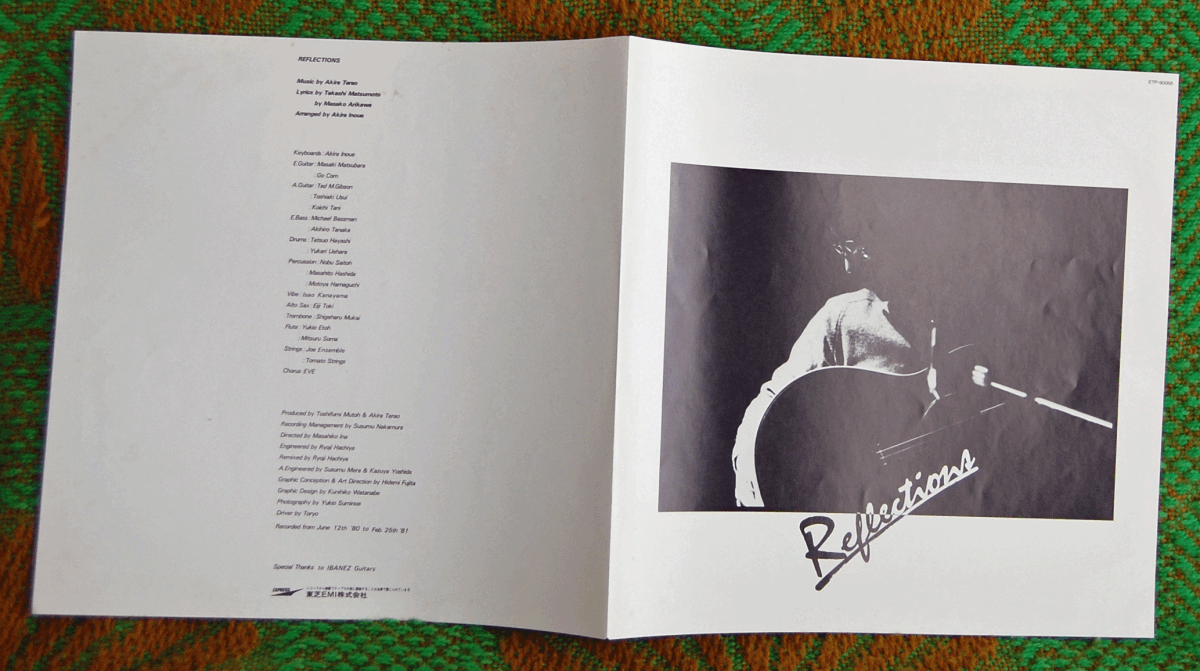 REFLECTIONS
Music by Akira Terao
Lyrics by Takashi Matsumoto
by Masako Arikawa
Arranged by Akira Inoue
Keyboards : Akira Inoue
E.Guitar : Masaki Matsubara
: Go Corn
A.Guitar : Ted M.Gibson
: Toshiaki Usui
: Kohichi Tani
E.Bass : Michael Bassman
: Akihiro Tanaka
Drums : Tatsuo Hayashi
: Yukari Uehara
Percussion : Nobu Saitoh
: Masahito Hashida
: Motoya Hamaguchi
Vibe : Isao Kanayama
Alto Sax : Eiji Toki
Trombone : Shigeharu Mukai
Flute : Yukio Etoh
: Mitsuru Soma
Strings : Joe Ensemble
: Tomato Strings
Chorus : EVE
Produced by Toshifumi Mutoh & Akira Terao
Recording Management by Susumu Nakamura
Directed by Masahiko Ina
Engineered by Ryoji Hachiya
Remixed by Ryoji Hachiya
A.Engineered by Susumu Mera & Kazuya Yoshida
Graphic Conception & Art Direction by Hidemi Fujita
Graphic Design by Kunihiko Watanabe
Photography by Yukio Suminoe
Driver by Toryo
Recorded from June 12th '80 to Feb. 25th '81
Special Thanks to IBANEZ Guitars
EXPRESS
東芝EMI株式会社
Reflections